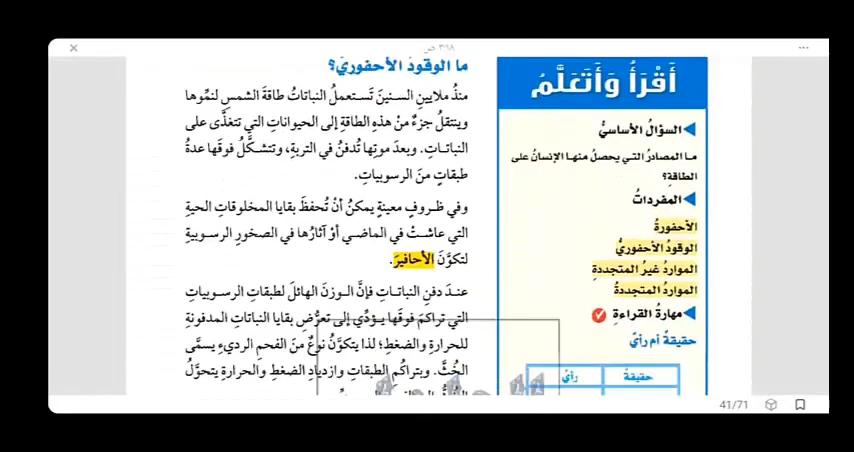 ٣:١٨ ص
أَقْرَأُ وَأَتَعَلَّمُ
السؤالُ الأساسيُّ
ما المصادرُ التي يحصلُ منها الإنسانُ على
الطاقةِ؟
المفرداتُ
الأحفورةُ
الوقودُ الأحفوريُّ
المواردُ غيرُ المتجددةِ
المواردُ المتجددةُ
مهارةُ القراءةِ
حقيقةٌ أم رأيٌ
حقيقةٌ رأيٌ
ما الوقودُ الأحفوريُّ؟
منذُ ملايينِ السنينَ تَستعملُ النباتاتُ طاقةَ الشمسِ لنموِّها
وينتقلُ جزءٌ منْ هذهِ الطاقةِ إلى الحيواناتِ التي تتغذَّى على
النباتاتِ. وبعدَ موتِها تُدفنُ في التربةِ، وتتشكَّلُ فوقَها عدةُ
طبقاتٍ منَ الرسوبياتِ.
وفي ظروفٍ معينةٍ يمكنُ أنْ تُحفظَ بقايا المخلوقاتِ الحيةِ
التي عاشتْ في الماضي أوْ آثارُها في الصخورِ الرسوبيةِ
لتكوَّنَ الأحافيرَ.
عندَ دفنِ النباتاتِ فإنَّ الوزنَ الهائلَ لطبقاتِ الرسوبياتِ
التي تراكمَ فوقَها يؤدِّي إلى تعرُّضِ بقايا النباتاتِ المدفونةِ
للحرارةِ والضغطِ؛ لذا يتكوَّنُ نوعٌ منَ الفحمِ الرديءِ يسمَّى
الخُثَّ. وبتراكُمِ الطبقاتِ وازديادِ الضغطِ والحرارةِ يتحوَّلُ
41/71